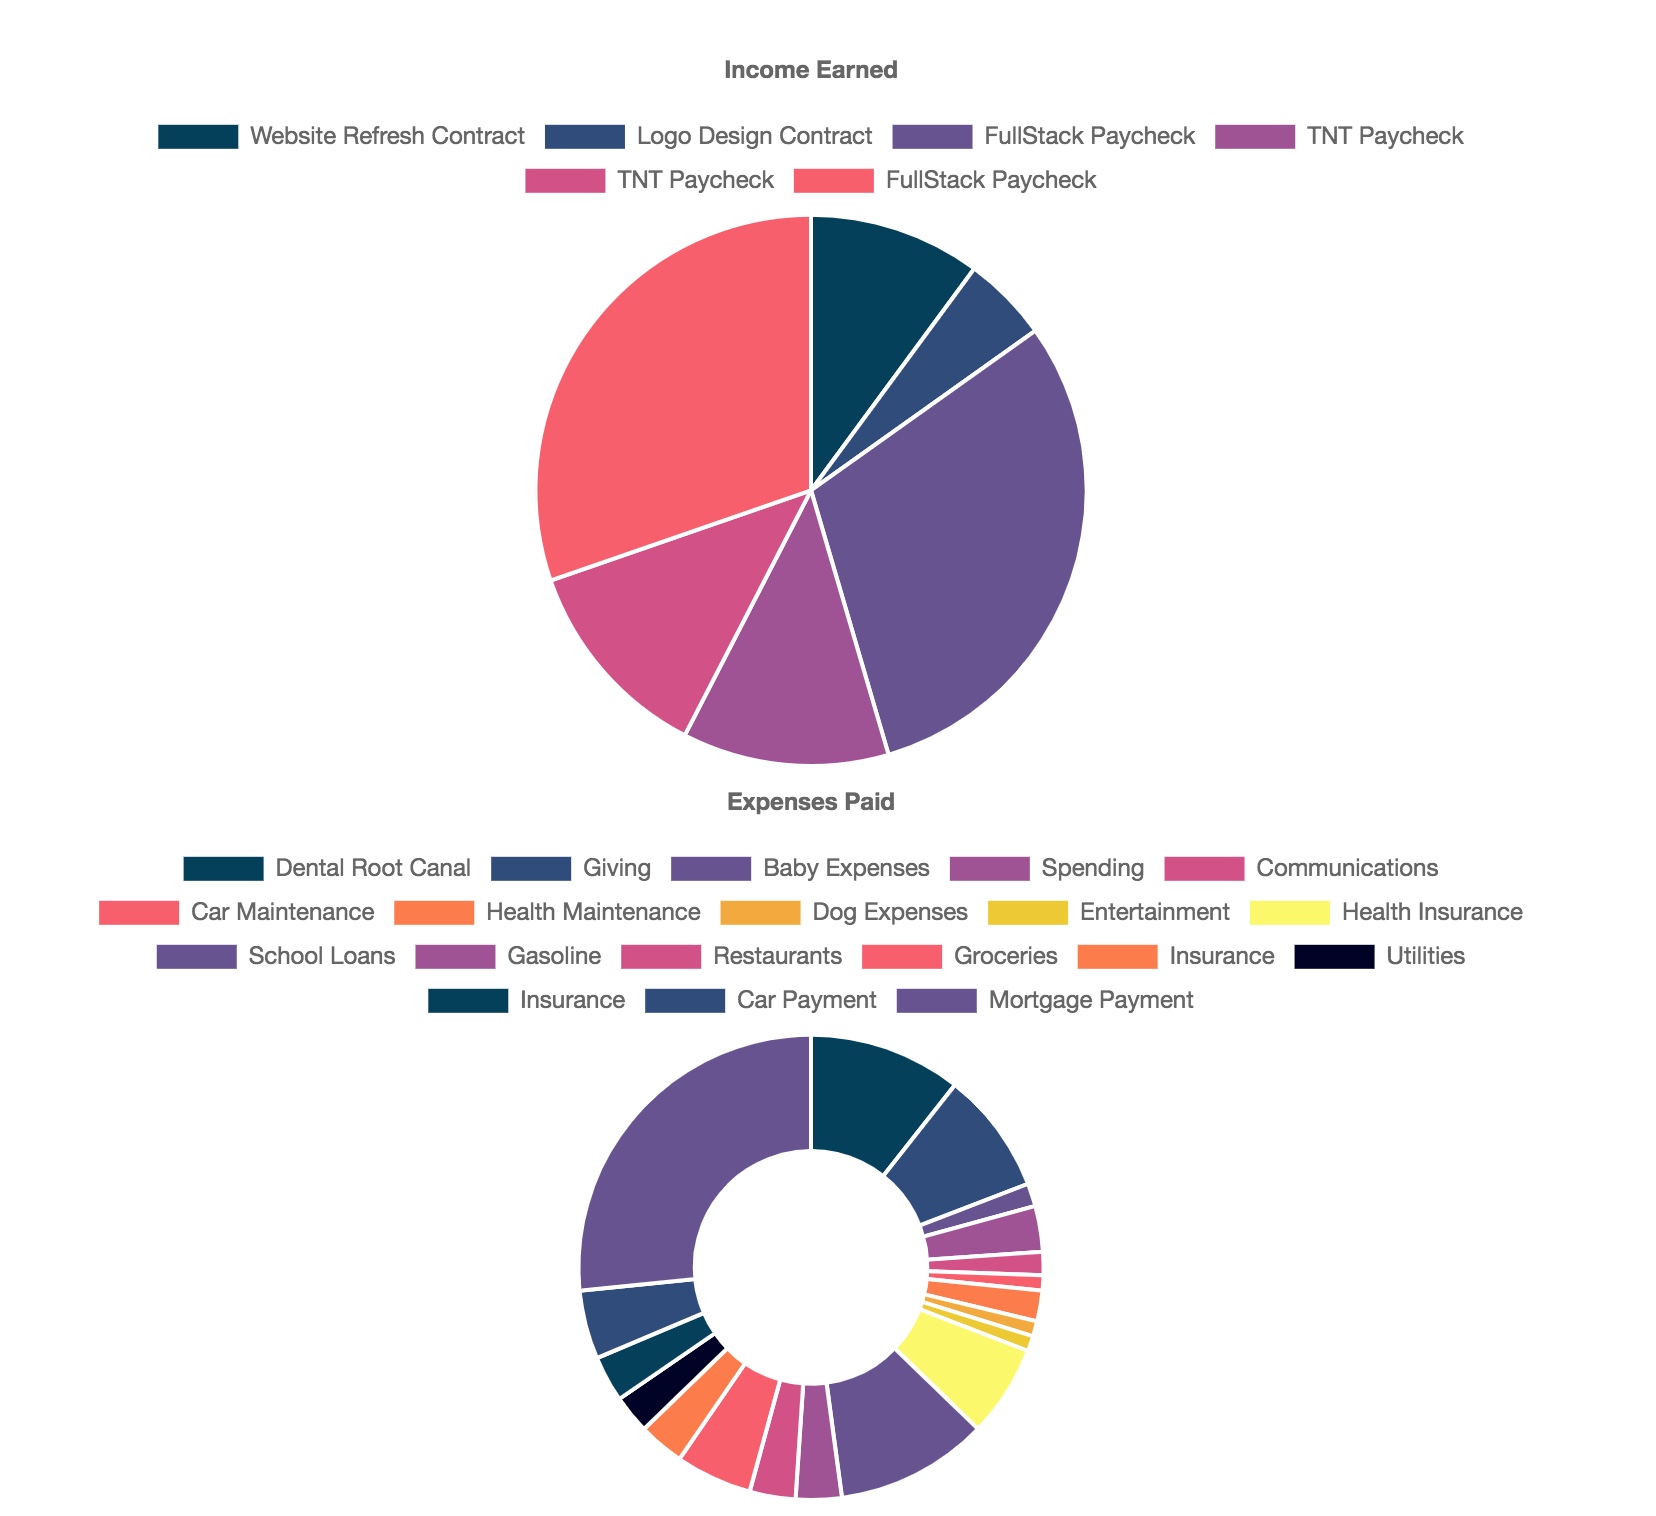 Income Earned
Website Refresh Contract Logo Design Contract FullStack Paycheck TNT Paycheck
TNT Paycheck FullStack Paycheck
Expenses Paid
Dental Root Canal Giving Baby Expenses Spending Communications
Car Maintenance Health Maintenance Dog Expenses Entertainment Health Insurance
School Loans Gasoline Restaurants Groceries Insurance Utilities
Insurance Car Payment Mortgage Payment